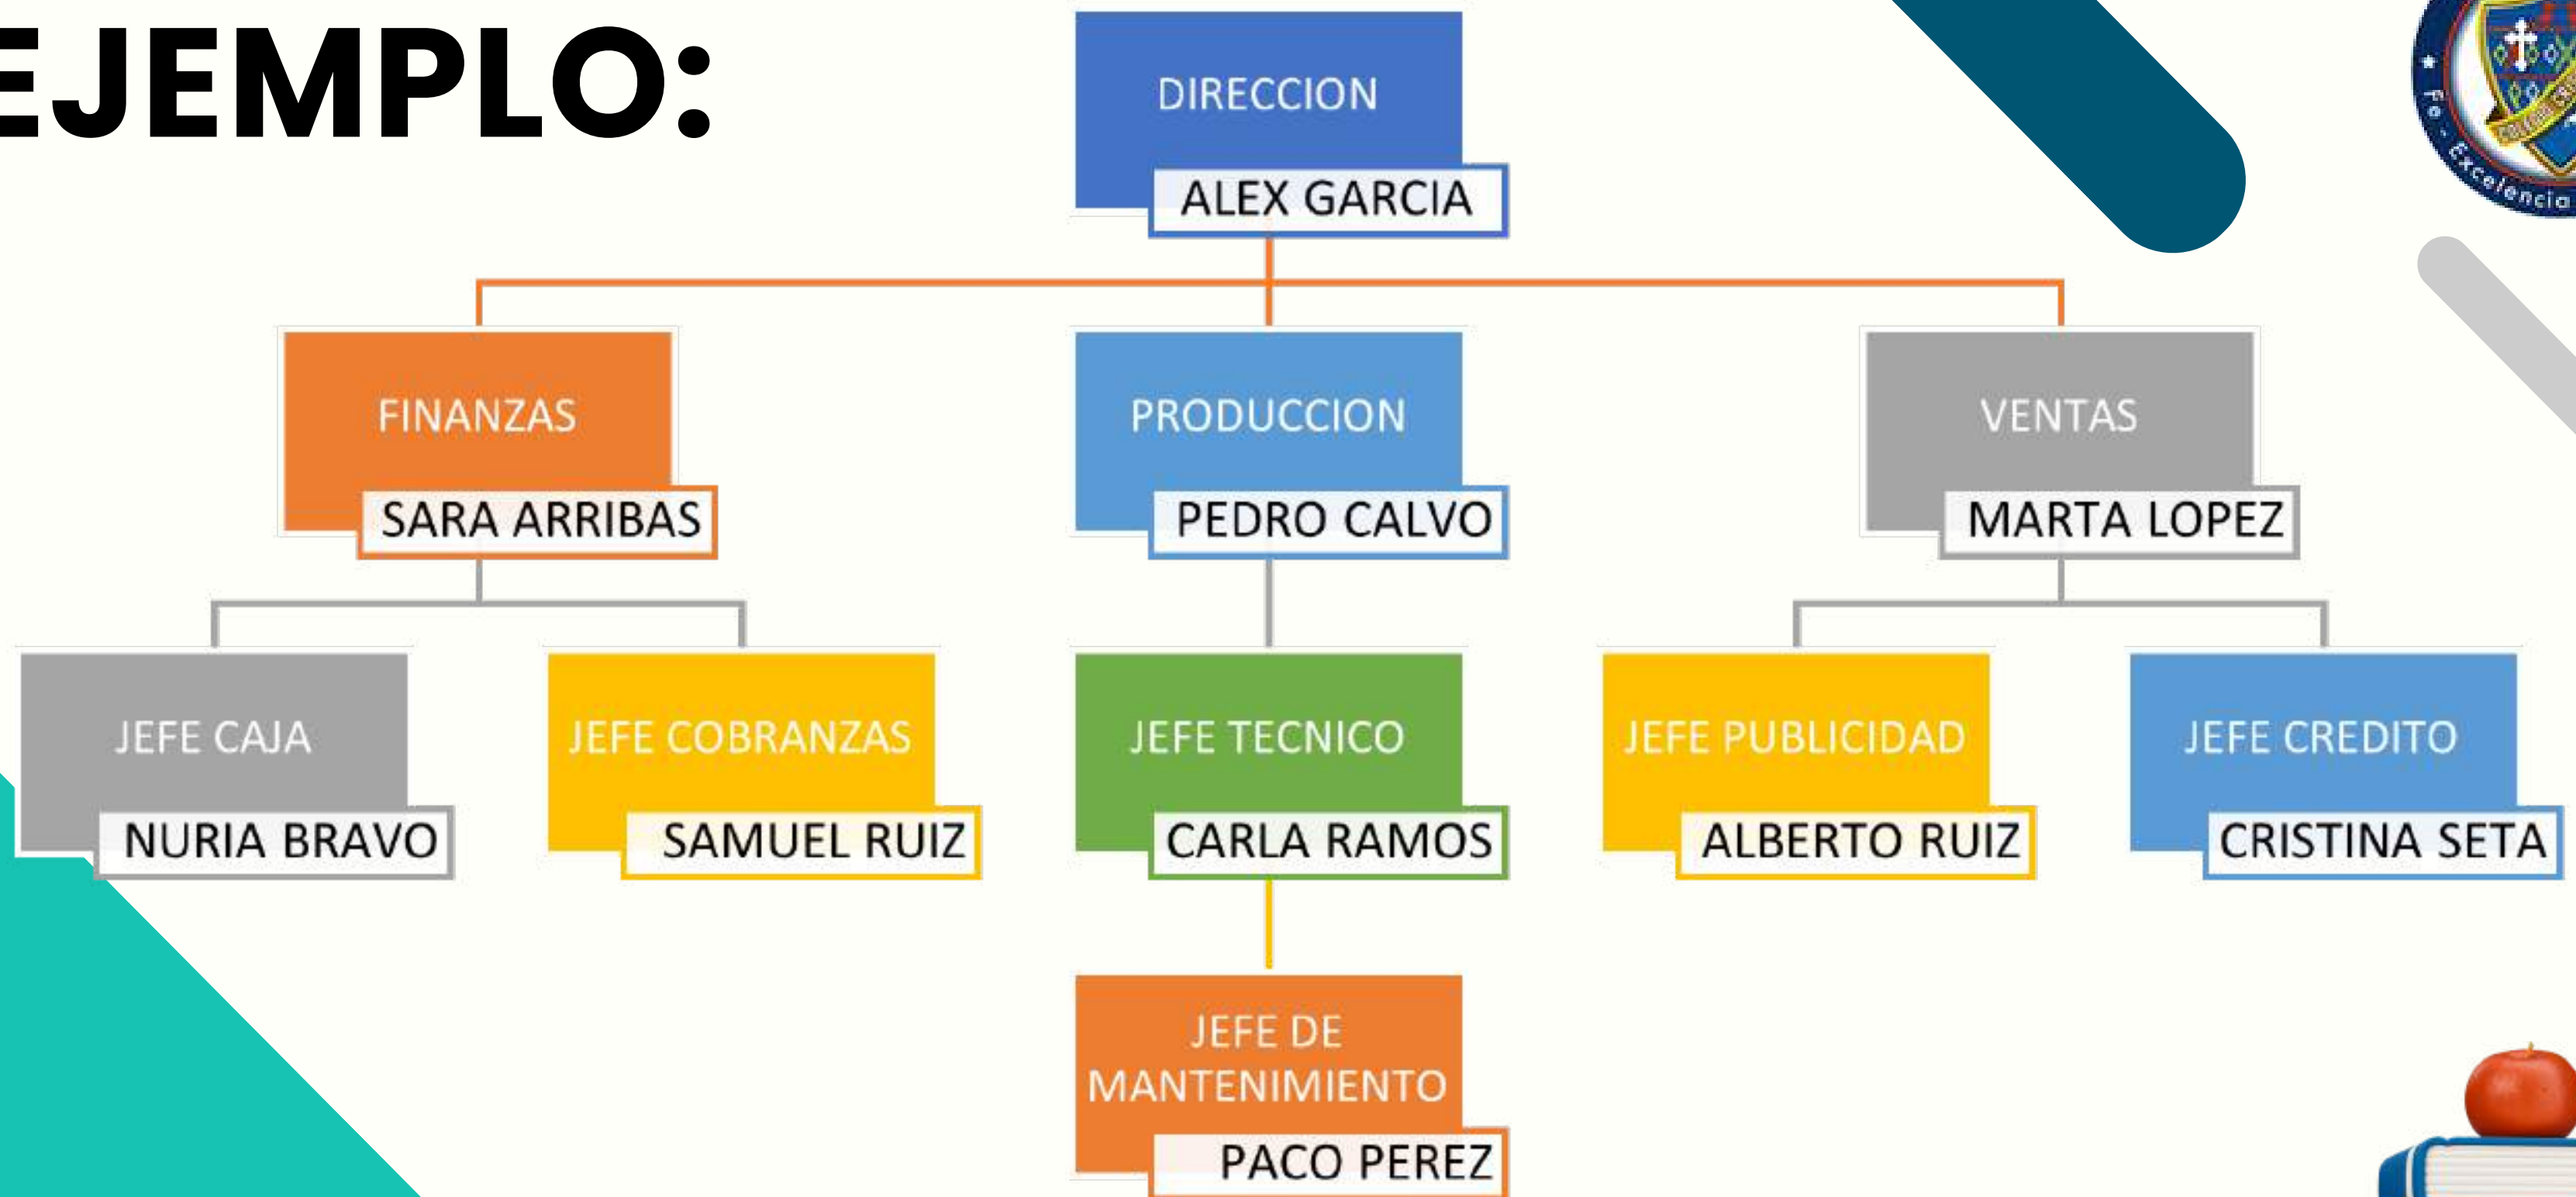 EJEMPLO:
DIRECCION
ALEX GARCIA
FINANZAS
SARA ARRIBAS
PRODUCCION
PEDRO CALVO
VENTAS
MARTA LOPEZ
JEFE CAJA
NURIA BRAVO
JEFE COBRANZAS
SAMUEL RUIZ
JEFE TECNICO
CARLA RAMOS
JEFE PUBLICIDAD
ALBERTO RUIZ
JEFE CREDITO
CRISTINA SETA
JEFE DE
MANTENIMIENTO
PACO PEREZ
Fe - Excelencia